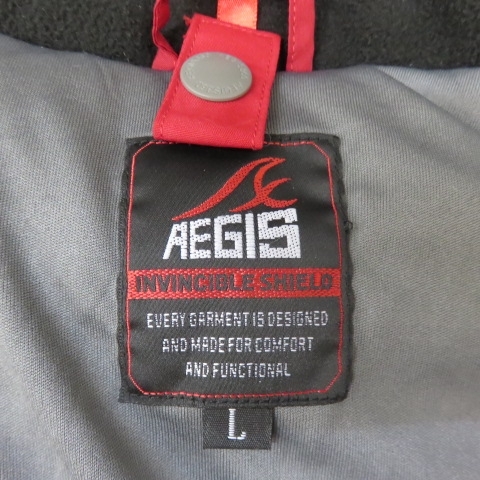 AEGIS
INVINCIBLE SHIELD
EVERY GARMENT IS DESIGNED
AND MADE FOR COMFORT
AND FUNCTIONAL
L